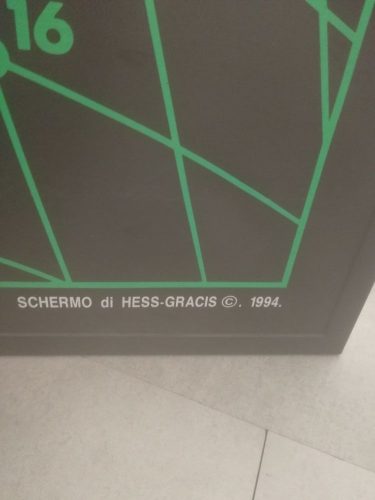 16
SCHERMO di HESS-GRACIS ©. 1994.